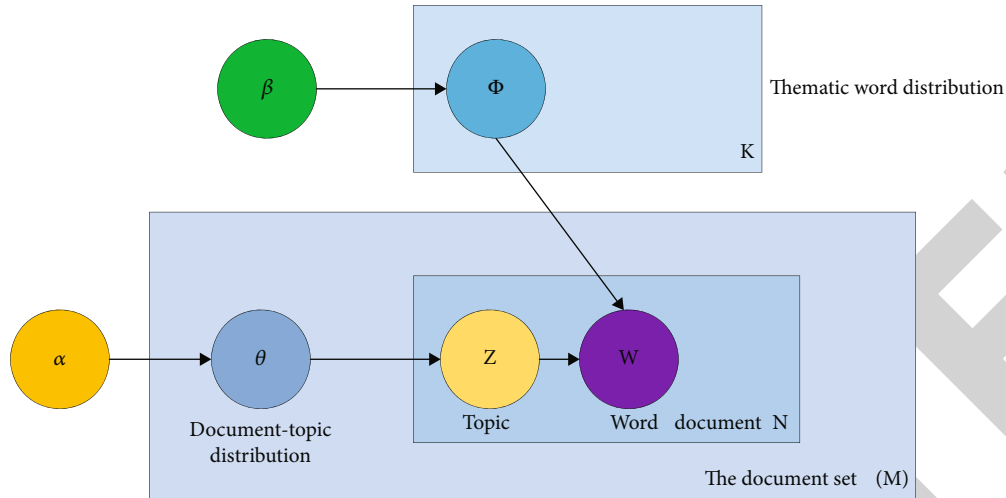 β
Φ
Thematic word distribution
K
α
θ
Z
W
Topic
Word document N
Document-topic
distribution
The document set (M)